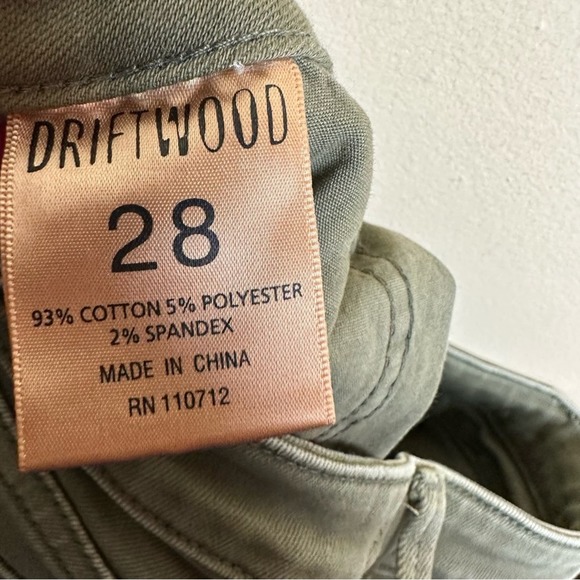 DRIFTWOOD
28
93% COTTON 5% POLYESTER
2% SPANDEX
MADE IN CHINA
RN 110712